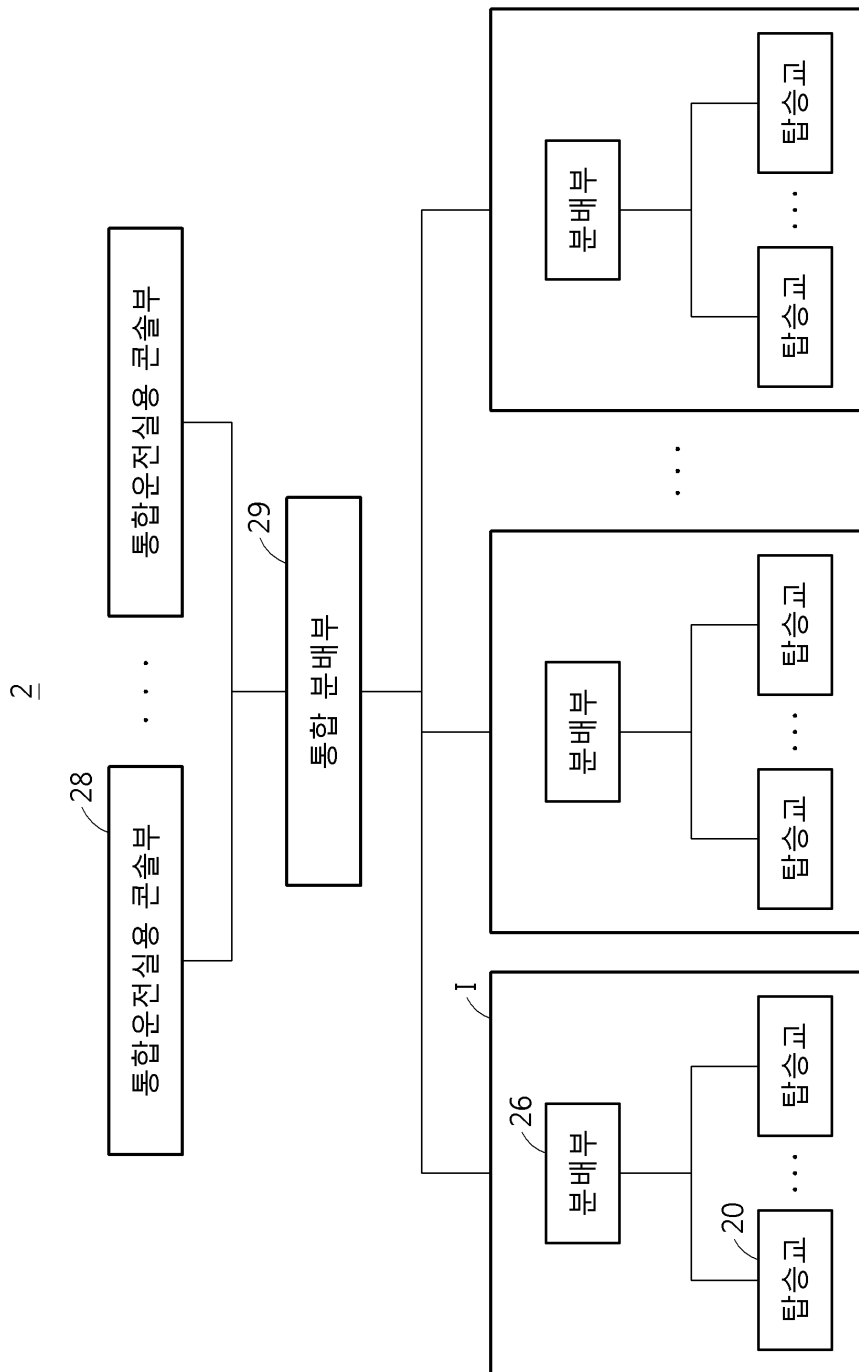 2
28
통합운전실용 콘솔부
· · ·
통합운전실용 콘솔부
29
통합 분배부
I
26
분배부
20
탑승교
· · ·
탑승교
분배부
탑승교
· · ·
탑승교
· · ·
분배부
탑승교
· · ·
탑승교